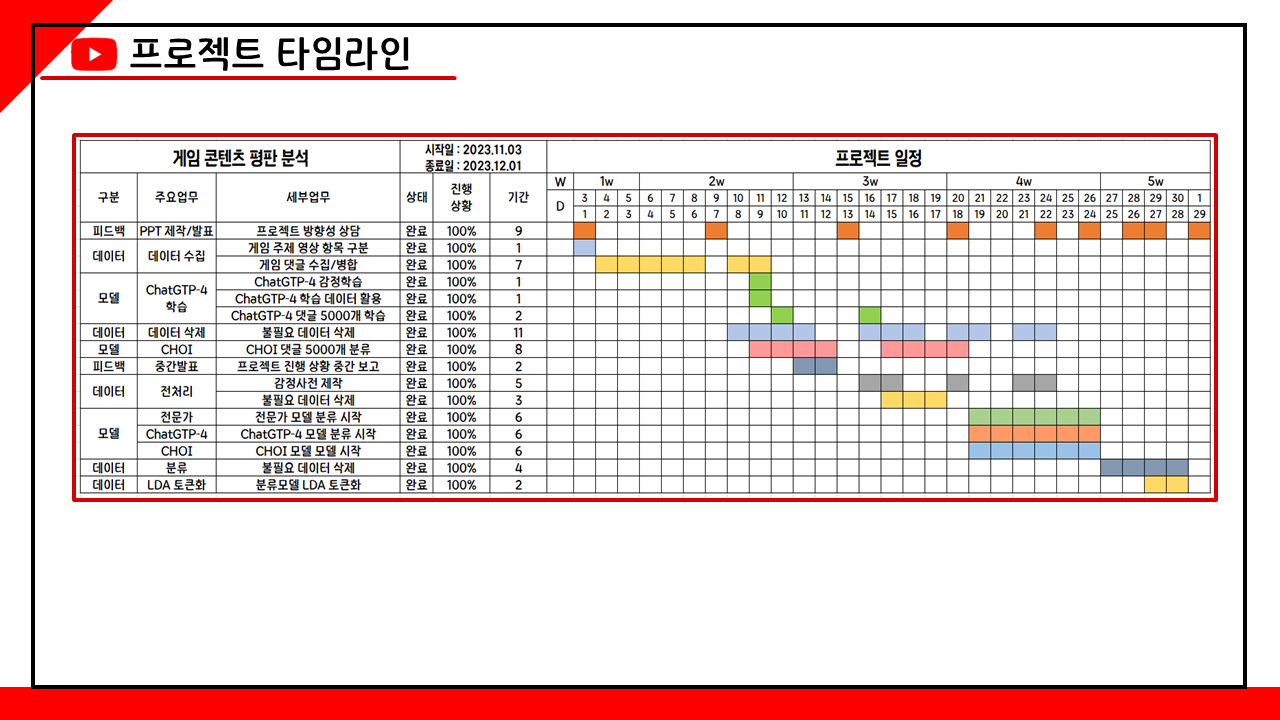 프로젝트 타임라인
게임 콘텐츠 평판 분석 시작일 : 2023.11.03 종료일 : 2023.12.01 프로젝트 일정
구분 주요업무 세부업무 상태 진행 상황 기간 W 1w 2w 3w 4w 5w
D 3 4 5 6 7 8 9 10 11 12 13 14 15 16 17 18 19 20 21 22 23 24 25 26 27 28 29 30 1
1 2 3 4 5 6 7 8 9 10 11 12 13 14 15 16 17 18 19 20 21 22 23 24 25 26 27 28 29
피드백 PPT 제작/발표 프로젝트 방향성 상담 완료 100% 9
데이터 데이터 수집 게임 주제 영상 항목 구분 완료 100% 1
게임 댓글 수집/병합 완료 100% 7
모델 ChatGTP-4 학습 ChatGTP-4 감정학습 완료 100% 1
ChatGTP-4 학습 데이터 활용 완료 100% 1
ChatGTP-4 댓글 5000개 학습 완료 100% 2
데이터 데이터 삭제 불필요 데이터 삭제 완료 100% 11
모델 CHOI CHOI 댓글 5000개 분류 완료 100% 8
피드백 중간발표 프로젝트 진행 상황 중간 보고 완료 100% 2
데이터 전처리 감정사전 제작 완료 100% 5
불필요 데이터 삭제 완료 100% 3
모델 전문가 전문가 모델 분류 시작 완료 100% 6
ChatGTP-4 ChatGTP-4 모델 분류 시작 완료 100% 6
CHOI CHOI 모델 모델 시작 완료 100% 6
데이터 분류 불필요 데이터 삭제 완료 100% 4
데이터 LDA 토큰화 분류모델 LDA 토큰화 완료 100% 2